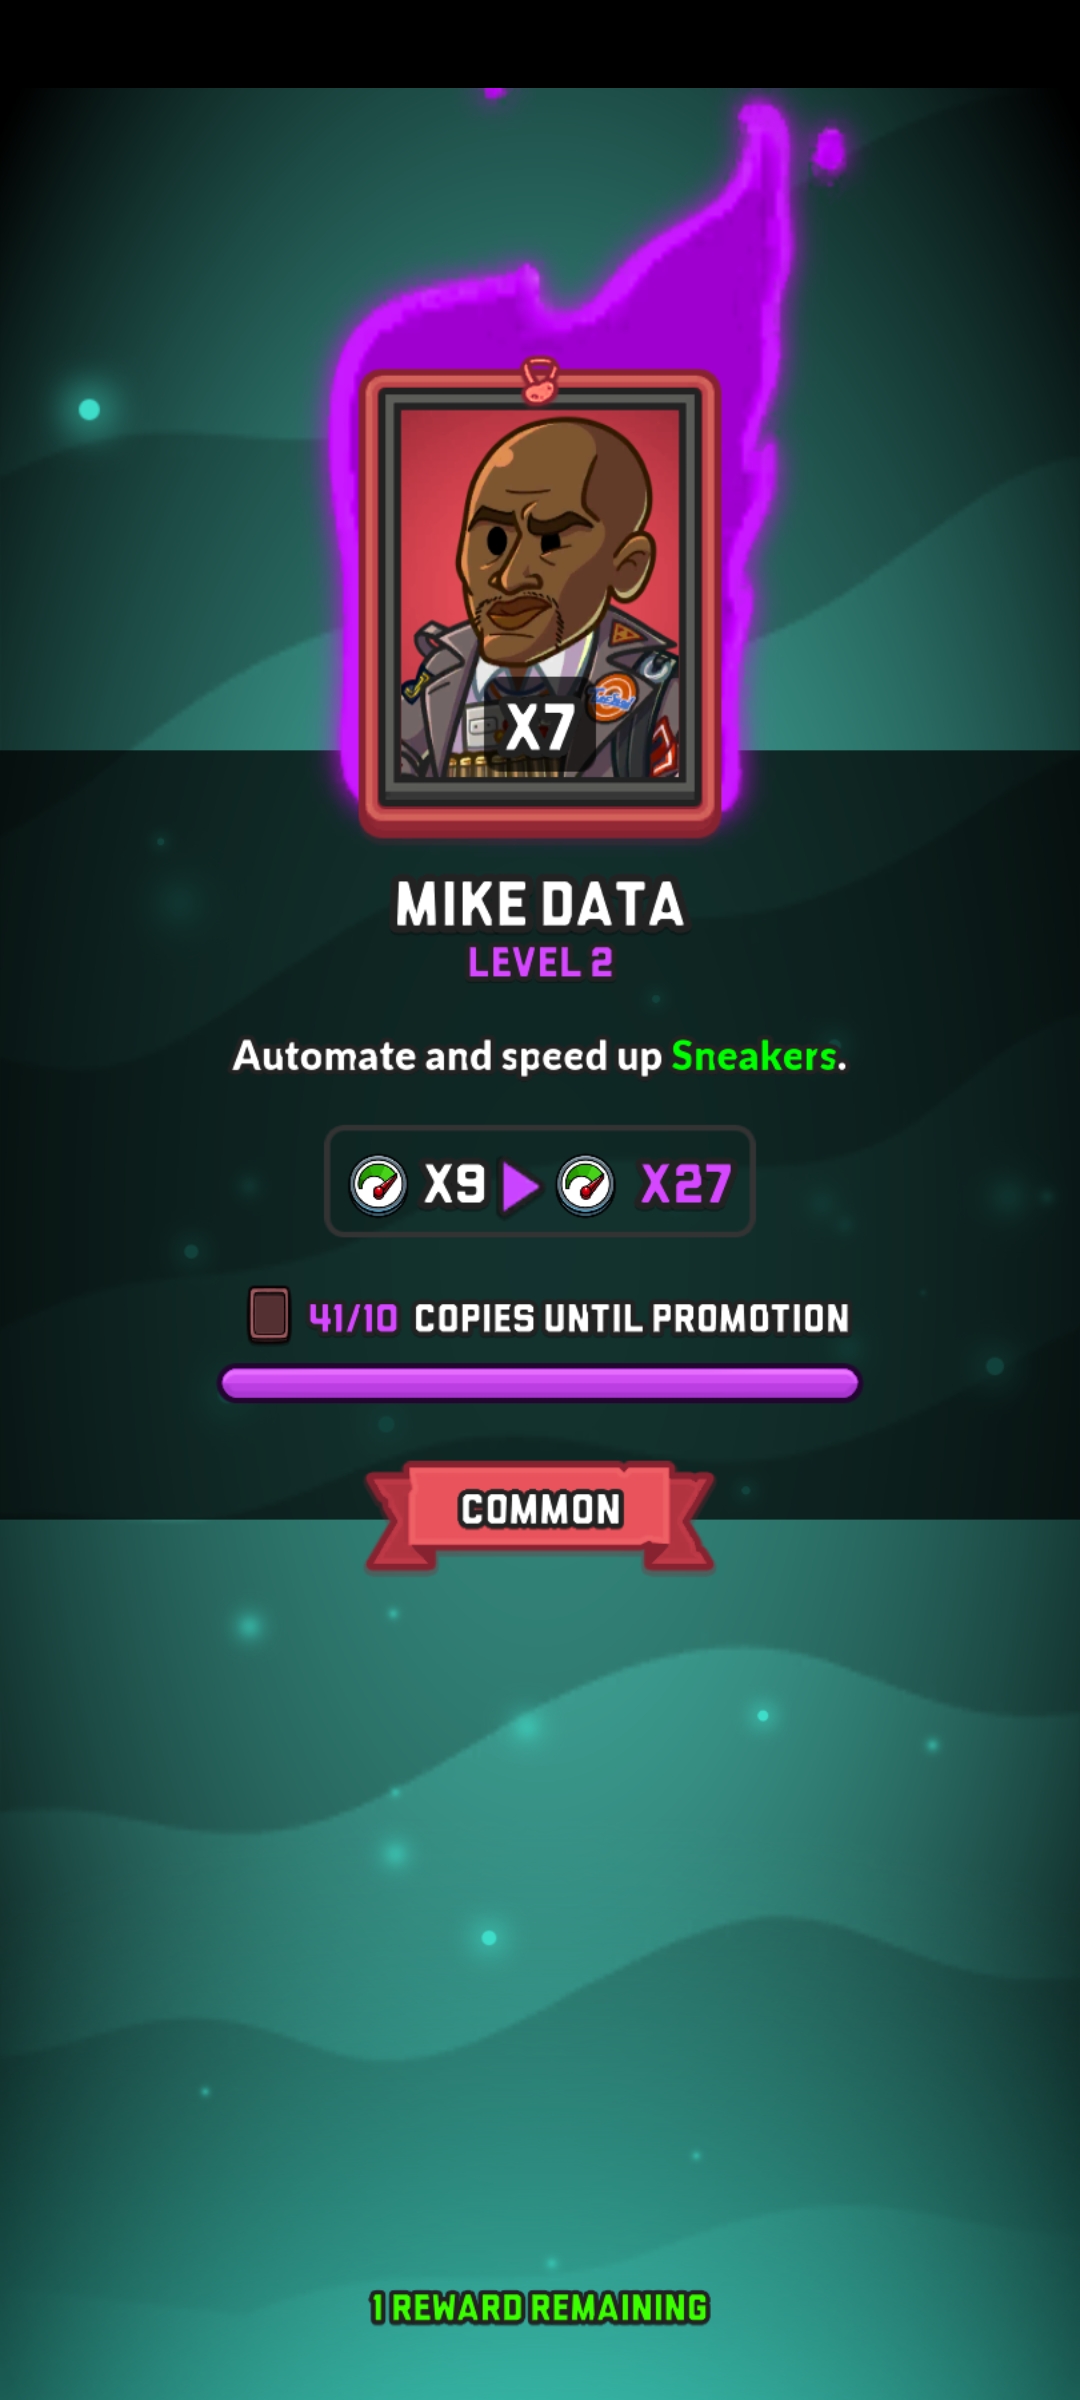 X7
MIKE DATA
LEVEL 2
Automate and speed up Sneakers.
X9 X27
41/10 COPIES UNTIL PROMOTION
COMMON
1 REWARD REMAINING